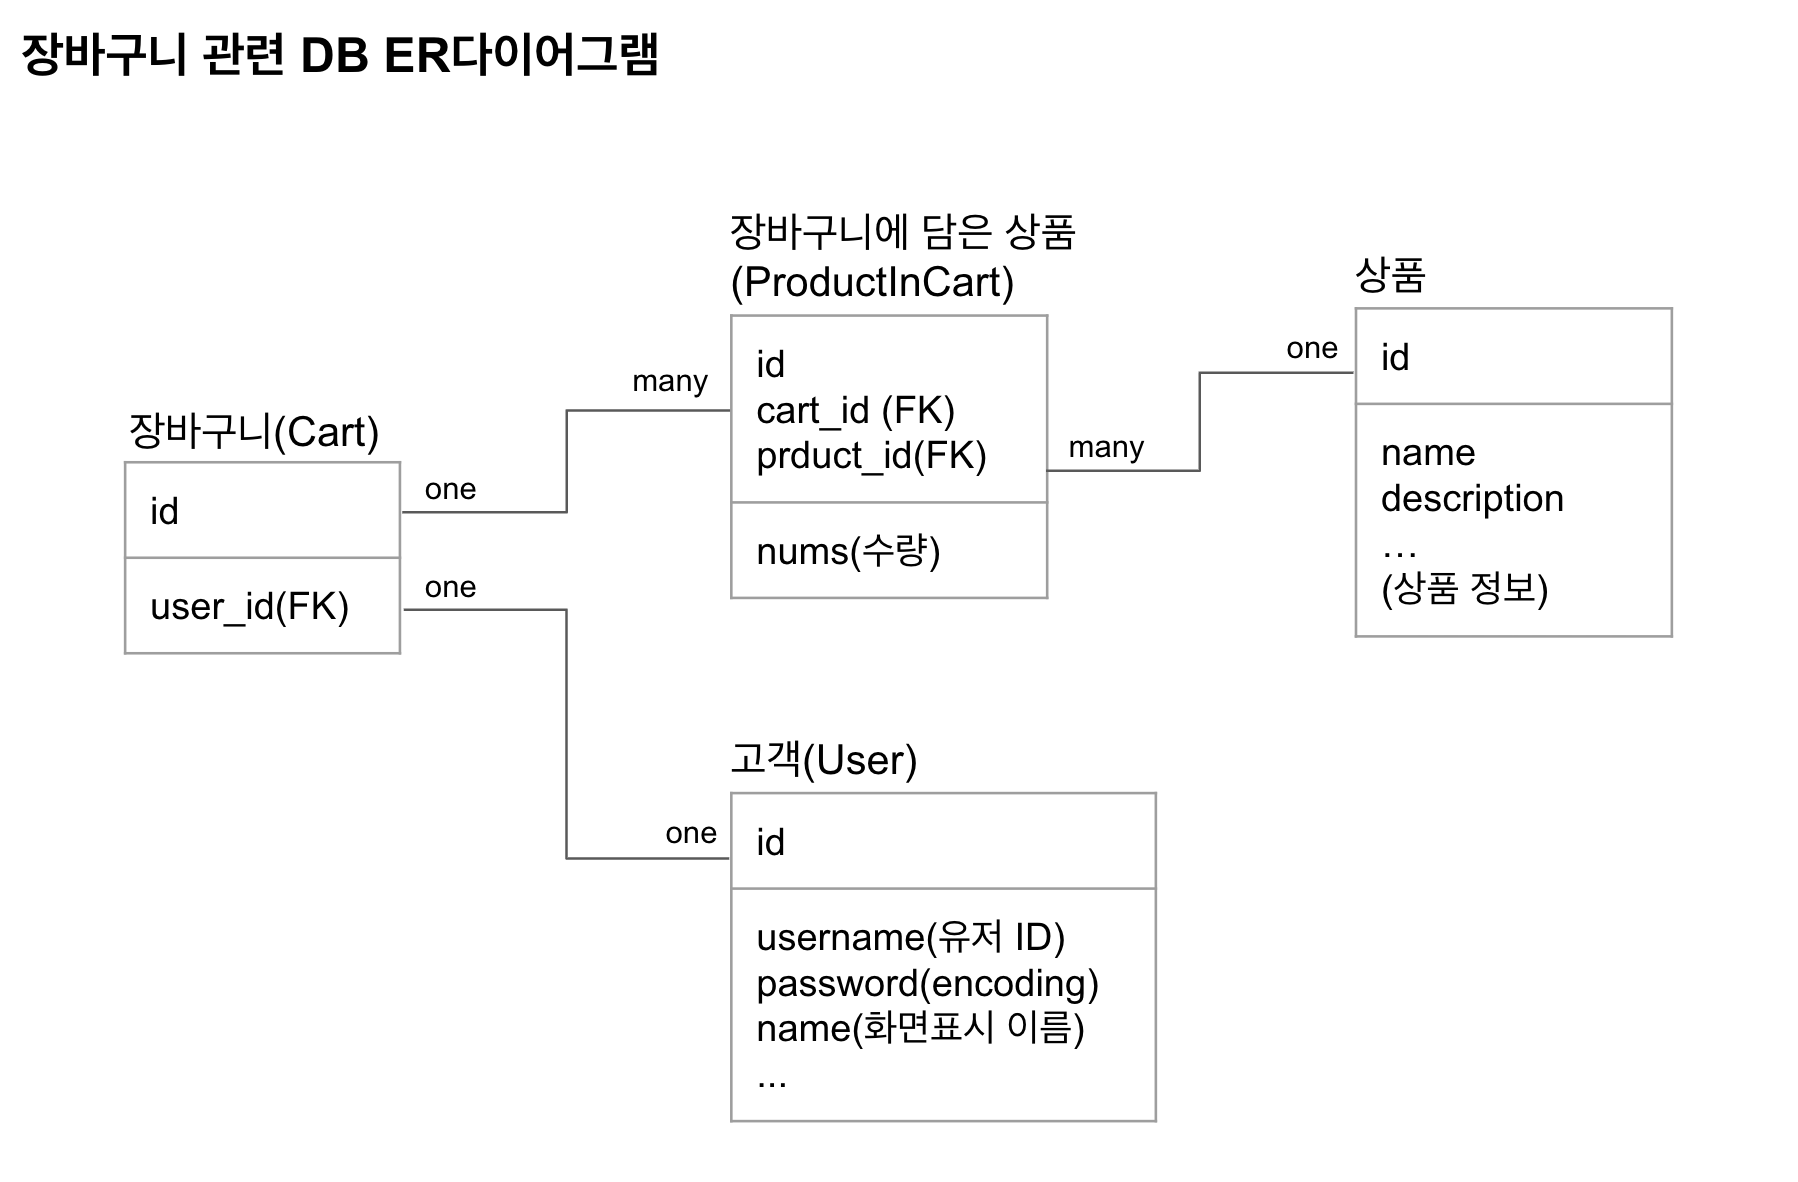 장바구니 관련 DB ER다이어그램
장바구니(Cart)
id
user_id(FK)
one
one
many
장바구니에 담은 상품
(ProductInCart)
id
cart_id (FK)
prduct_id(FK)
nums(수량)
many
one
상품
id
name
description
…
(상품 정보)
고객(User)
one
id
username(유저 ID)
password(encoding)
name(화면표시 이름)
...